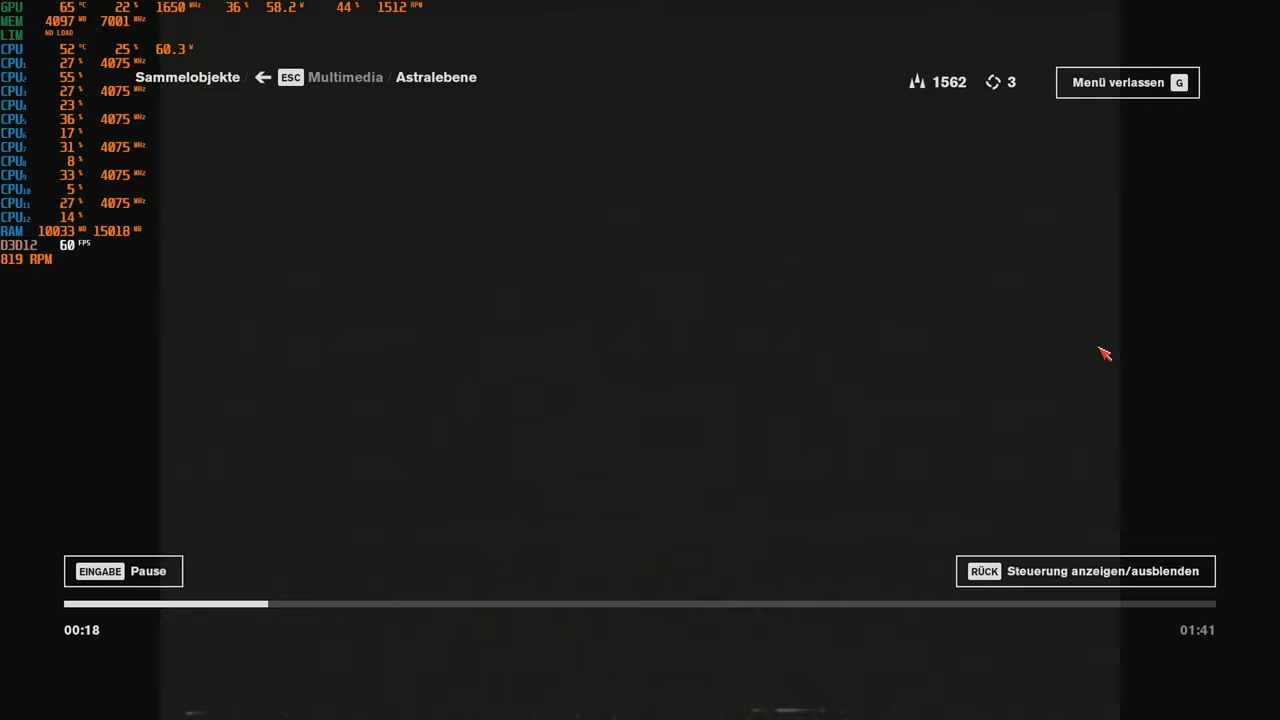 GPU 65 °C 22 % 1650 MHz 36 % 58.2 W 44 % 1512 RPM
MEM 4097 MB 7001 MHz
LIM NO LOAD
CPU 52 °C 25 % 60.3 W
CPU1 27 % 4075 MHz
CPU2 55 %
CPU3 27 % 4075 MHz
CPU4 23 %
CPU5 36 % 4075 MHz
CPU6 17 %
CPU7 31 % 4075 MHz
CPU8 8 %
CPU9 33 % 4075 MHz
CPU10 5 %
CPU11 27 % 4075 MHz
CPU12 14 %
RAM 10033 MB 15018 MB
D3D12 60 FPS
819 RPM
Sammelobjekte / ESC Multimedia / Astralebene
1562 3 Menü verlassen G
EINGABE Pause
RÜCK Steuerung anzeigen/ausblenden
00:18 01:41